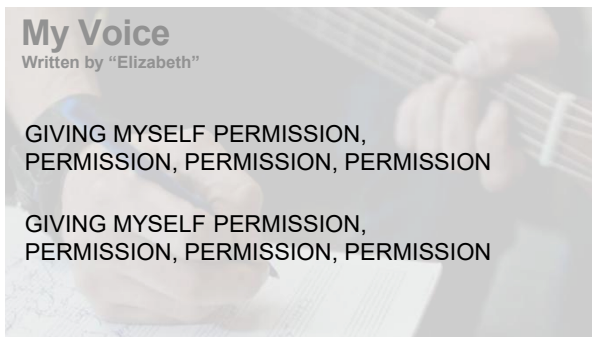 My Voice
Written by “Elizabeth”
GIVING MYSELF PERMISSION,
PERMISSION, PERMISSION, PERMISSION
GIVING MYSELF PERMISSION,
PERMISSION, PERMISSION, PERMISSION